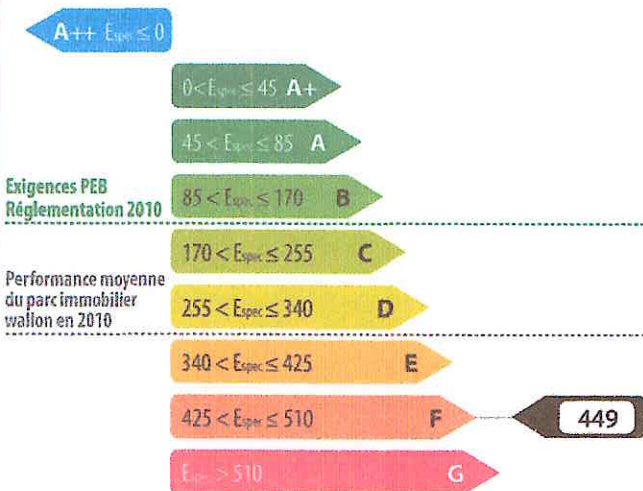 A++ Espec ≤ 0
0 < Espec ≤ 45 A+
45 < Espec ≤ 85 A
Exigences PEB
Réglementation 2010
85 < Espec ≤ 170 B
170 < Espec ≤ 255 C
Performance moyenne
du parc immobilier
wallon en 2010
255 < Espec ≤ 340 D
340 < Espec ≤ 425 E
425 < Espec ≤ 510 F
449
Espec > 510 G